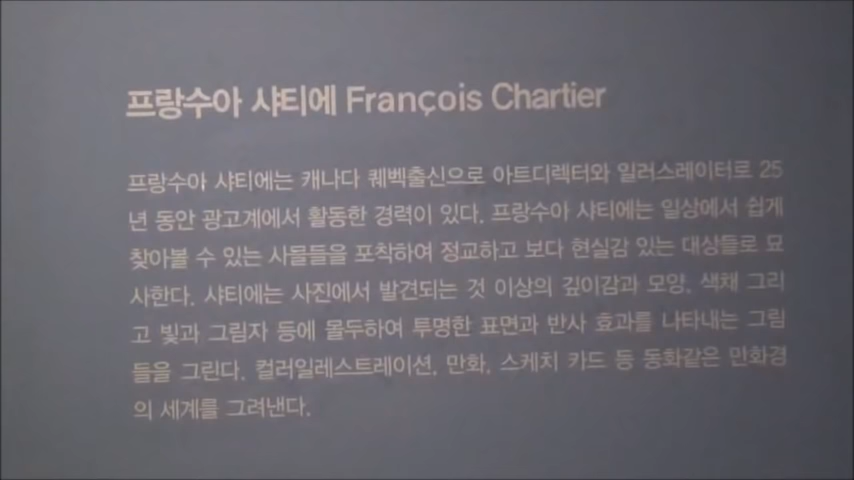 프랑수아 샤티에 François Chartier
프랑수아 샤티에는 캐나다 퀘벡출신으로 아트디렉터와 일러스레이터로 25
년 동안 광고계에서 활동한 경력이 있다. 프랑수아 샤티에는 일상에서 쉽게
찾아볼 수 있는 사물들을 포착하여 정교하고 보다 현실감 있는 대상들로 묘
사한다. 샤티에는 사진에서 발견되는 것 이상의 깊이감과 모양, 색채 그리
고 빛과 그림자 등에 몰두하여 투명한 표면과 반사 효과를 나타내는 그림
들을 그린다. 컬러일레스트레이션, 만화, 스케치 카드 등 동화같은 만화경
의 세계를 그려낸다.